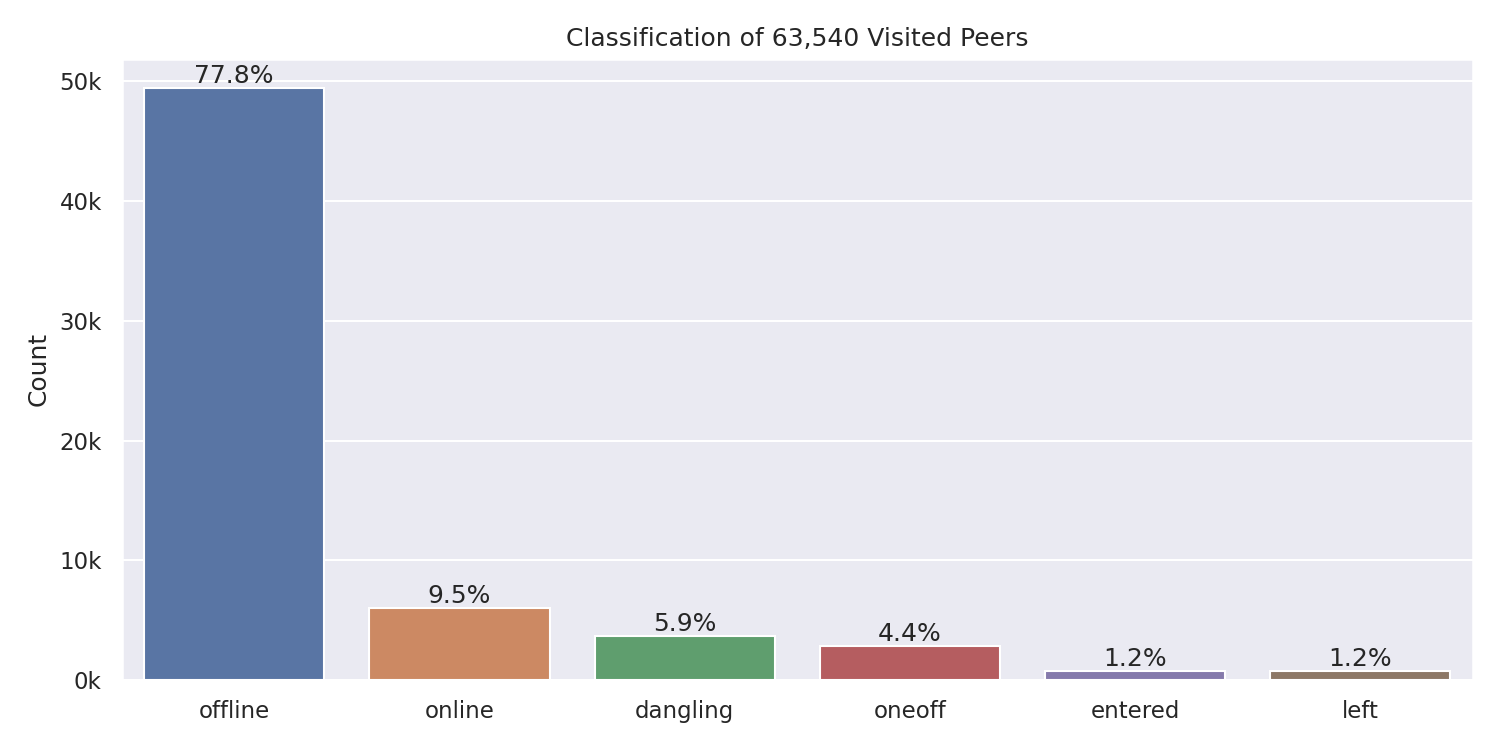 Classification of 63,540 Visited Peers
Count
50k
40k
30k
20k
10k
0k
77.8%
9.5%
5.9%
4.4%
1.2%
1.2%
offline
online
dangling
oneoff
entered
left